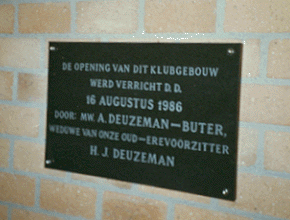 DE OPENING VAN DIT KLUBGEBOUW
WERD VERRICHT D.D.
16 AUGUSTUS 1986
DOOR: MW. A. DEUZEMAN-BUTER,
WEDUWE VAN ONZE OUD-EREVOORZITTER
H. J. DEUZEMAN